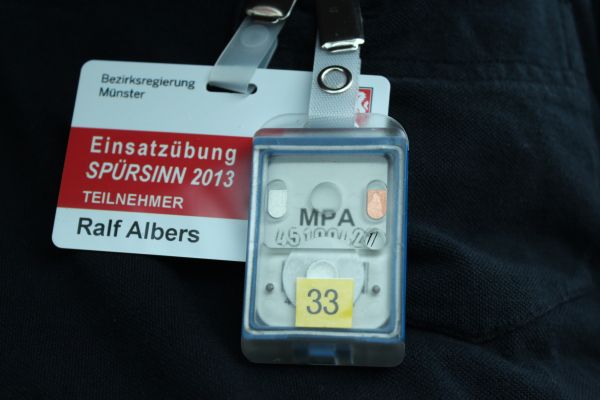 Bezirksregierung
Münster
Einsatzübung
SPÜRSINN 2013
TEILNEHMER
Ralf Albers
MPA
33